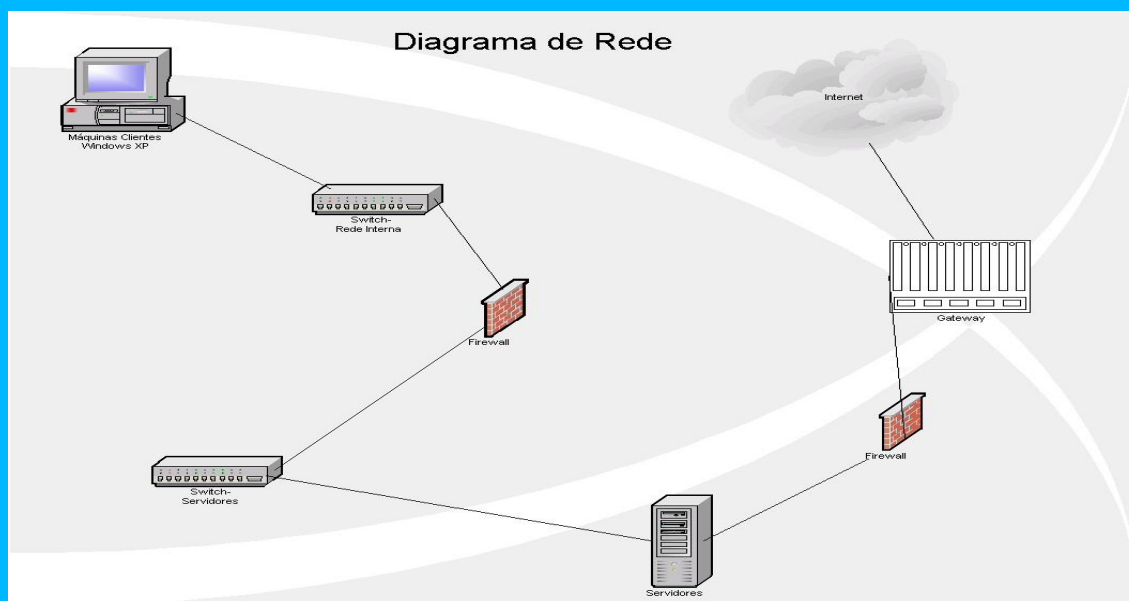 Diagrama de Rede
Internet
Máquinas Clientes
Windows XP
Switch-
Rede Interna
Gateway
Firewall
Firewall
Switch-
Servidores
Servidores